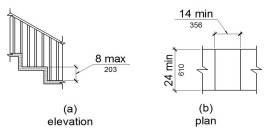 14 min
356
8 max
203
24 min
610
(a)
elevation
(b)
plan